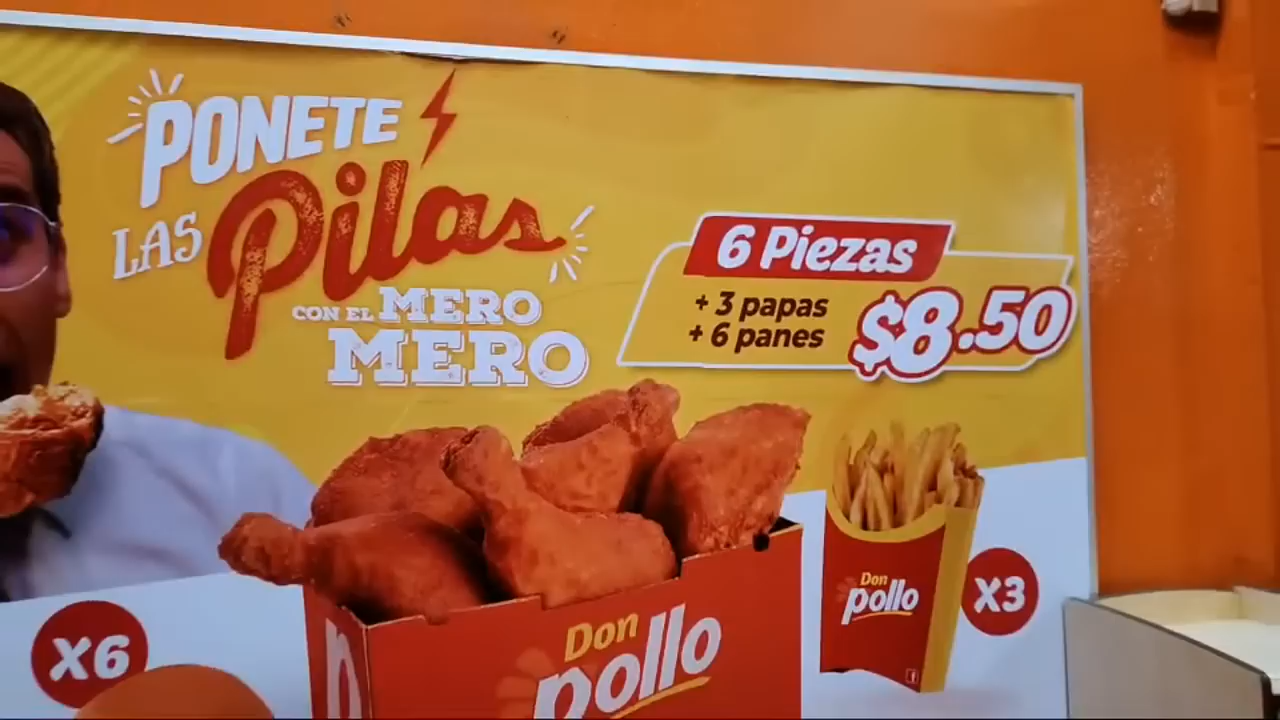 PONETE
LAS Pilas
CON EL MERO
MERO
6 Piezas
+ 3 papas
+ 6 panes
$8.50
Don
pollo
X3
Don
pollo
X6